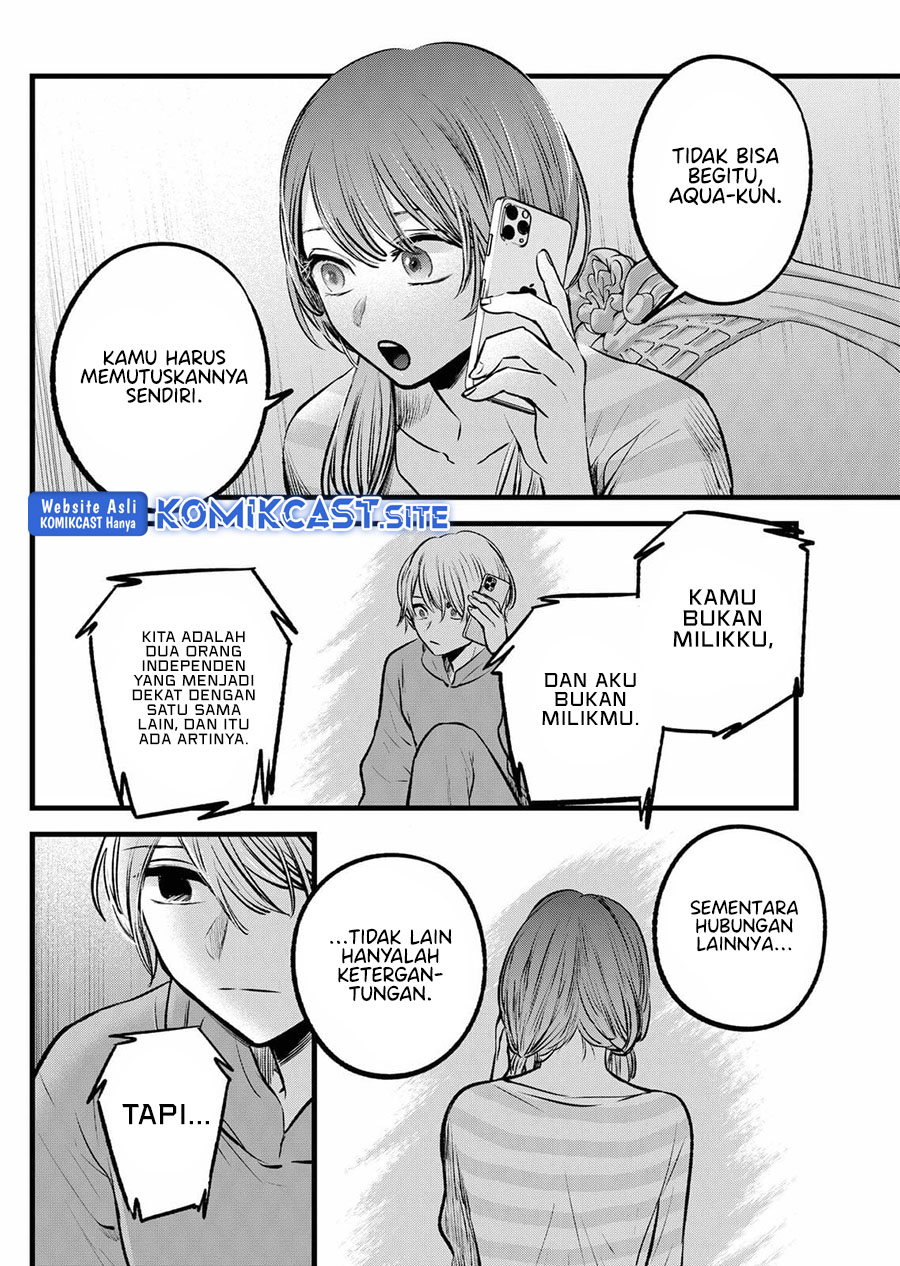 TIDAK BISA
BEGITU,
AQUA-KUN.
KAMU HARUS
MEMUTUSKANNYA
SENDIRI.
Website Asli
KOMIKCAST Hanya
KOMIKCAST.SITE
KAMU
BUKAN
MILIKKU,
DAN AKU
BUKAN
MILIKMU.
KITA ADALAH
DUA ORANG
INDEPENDEN
YANG MENJADI
DEKAT DENGAN
SATU SAMA
LAIN, DAN ITU
ADA ARTINYA.
SEMENTARA
HUBUNGAN
LAINNYA...
...TIDAK LAIN
HANYALAH
KETERGAN-
TUNGAN.
TAPI...